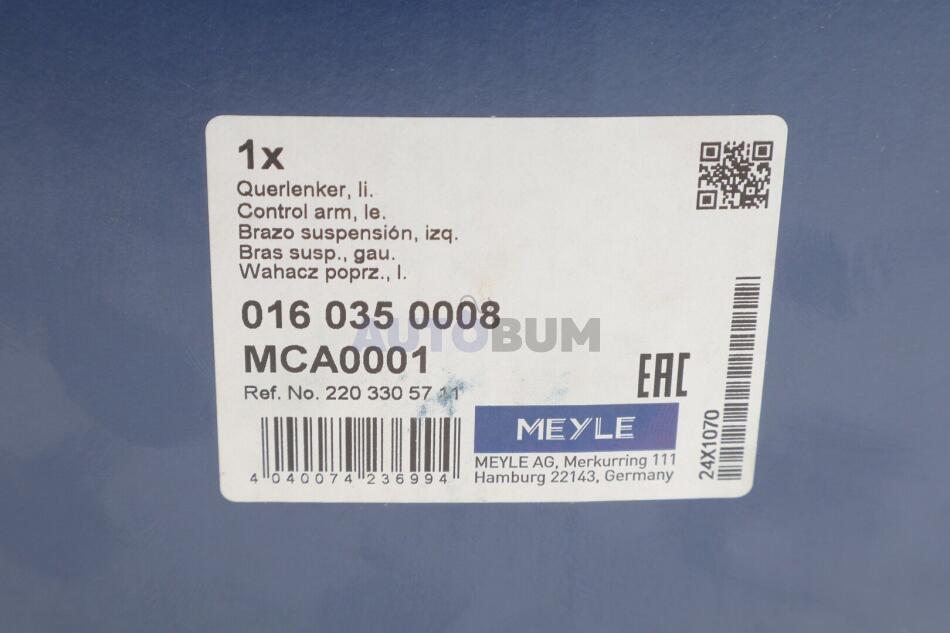 1x
Querlenker, li.
Control arm, le.
Brazo suspensión, izq.
Bras susp., gau.
Wahacz poprz., l.
016 035 0008
AUTOBUM
MCA0001
EAC
Ref. No. 220 330 57 11
MEYLE
4 040074 236994
MEYLE AG, Merkurring 111
Hamburg 22143, Germany
24X1070